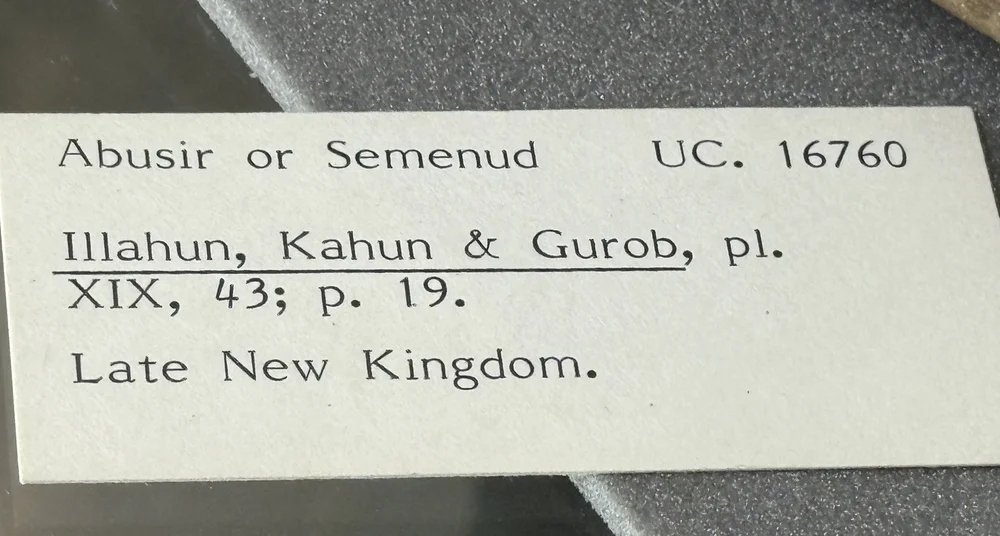 Abusir or Semenud UC. 16760
Illahun, Kahun & Gurob, pl.
XIX, 43; p. 19.
Late New Kingdom.